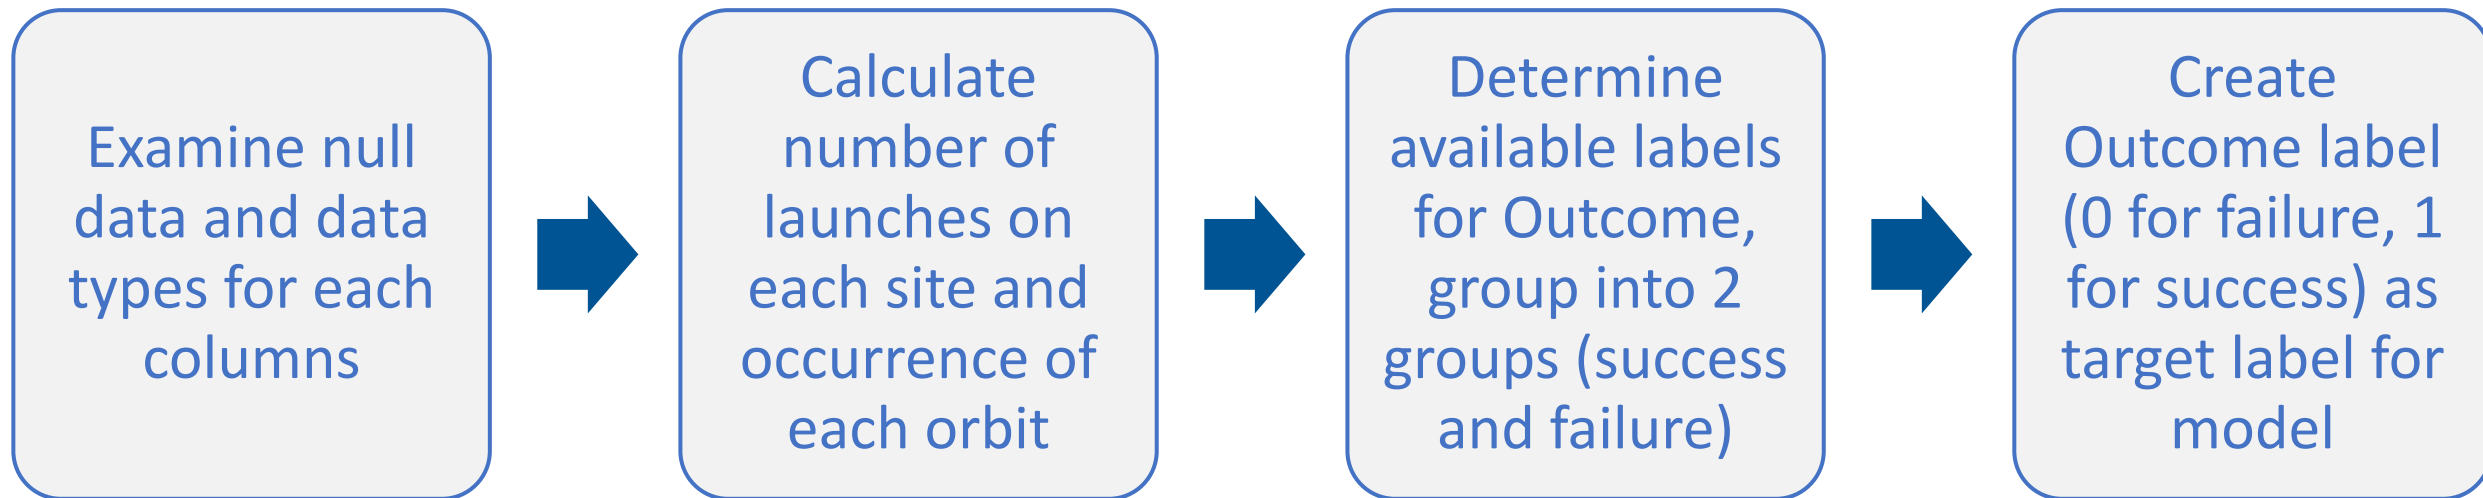 Examine null
data and data
types for each
columns
Calculate
number of
launches on
each site and
occurrence of
each orbit
Determine
available labels
for Outcome,
group into 2
groups (success
and failure)
Create
Outcome label
(0 for failure, 1
for success) as
target label for
model